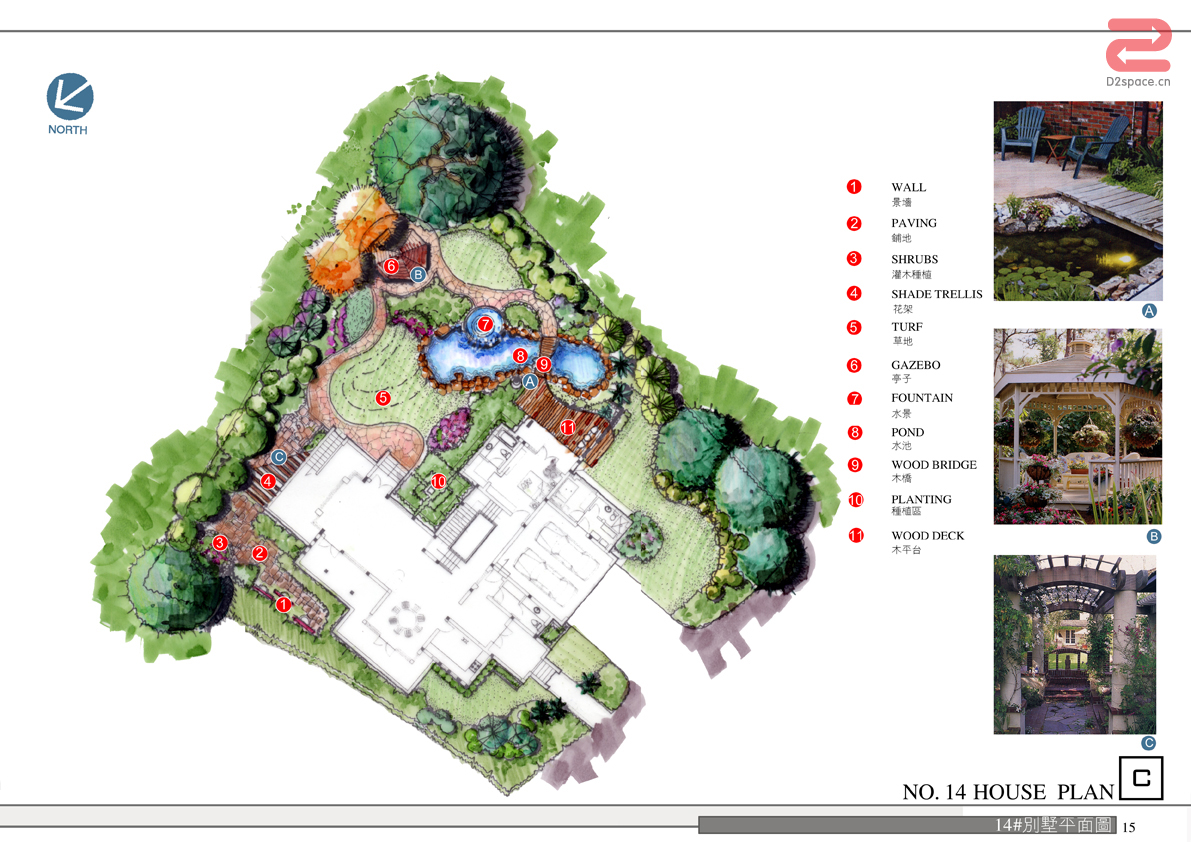 D2space.cn
NORTH
1 WALL
景墻
2 PAVING
鋪地
3 SHRUBS
灌木種植
4 SHADE TRELLIS
花架
5 TURF
草地
6 GAZEBO
亭子
7 FOUNTAIN
水景
8 POND
水池
9 WOOD BRIDGE
木橋
10 PLANTING
種植區
11 WOOD DECK
木平台
A
B
C
6
B
7
8
9
A
5
11
C
4
10
3
2
1
NO. 14 HOUSE PLAN C
14#別墅平面圖 15